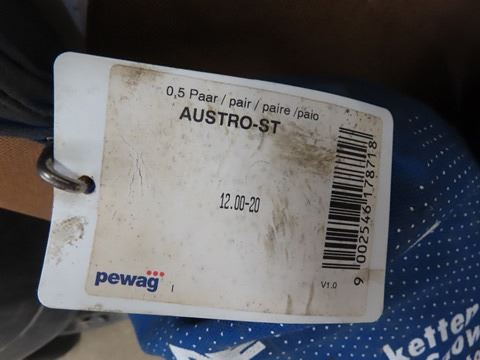 0,5 Paar / pair / paire /paio
AUSTRO-ST
12.00-20
9 002546 178718
pewag
I
V1.0
ketten